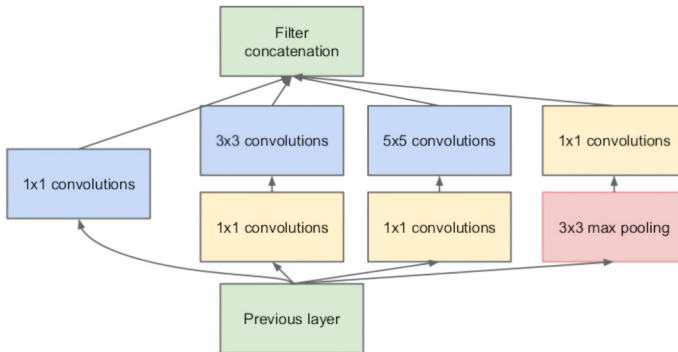 Filter
concatenation
3x3 convolutions
5x5 convolutions
1x1 convolutions
1x1 convolutions
1x1 convolutions
1x1 convolutions
3x3 max pooling
Previous layer